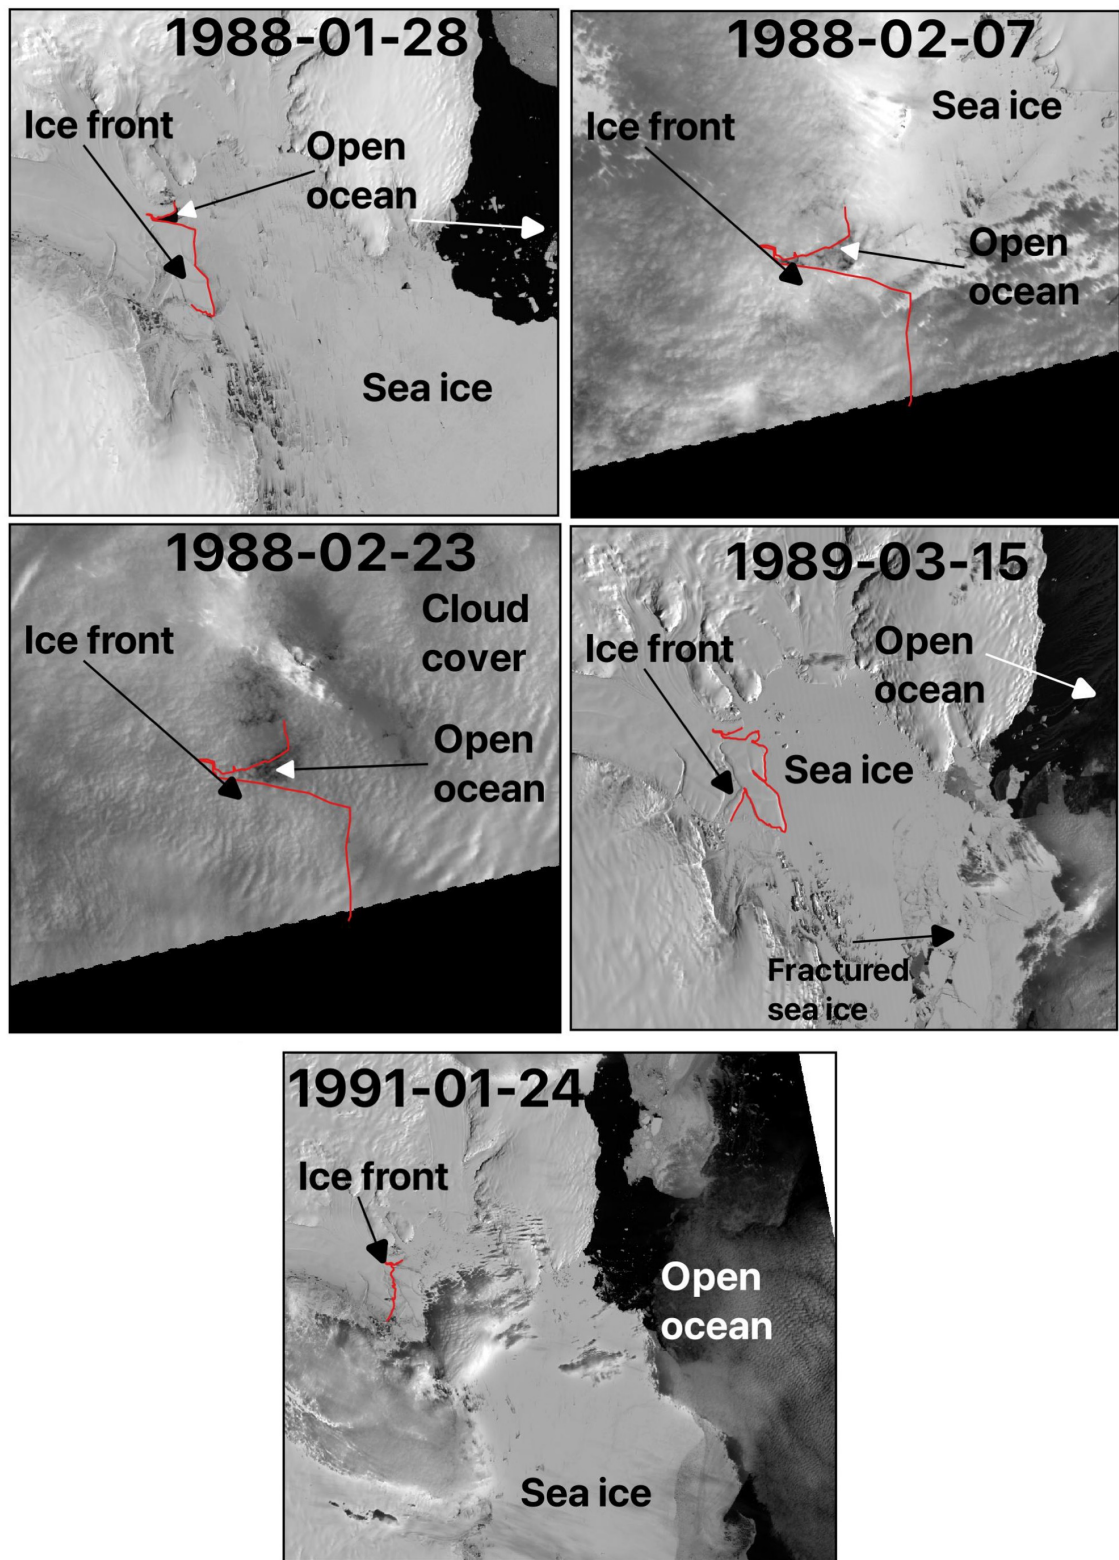 1988-01-28
Ice front
Open
ocean
Sea ice
1988-02-07
Sea ice
Ice front
Open
ocean
1988-02-23
Cloud
cover
Ice front
Open
ocean
1989-03-15
Ice front
Open
ocean
Sea ice
Fractured
sea ice
1991-01-24
Ice front
Open
ocean
Sea ice